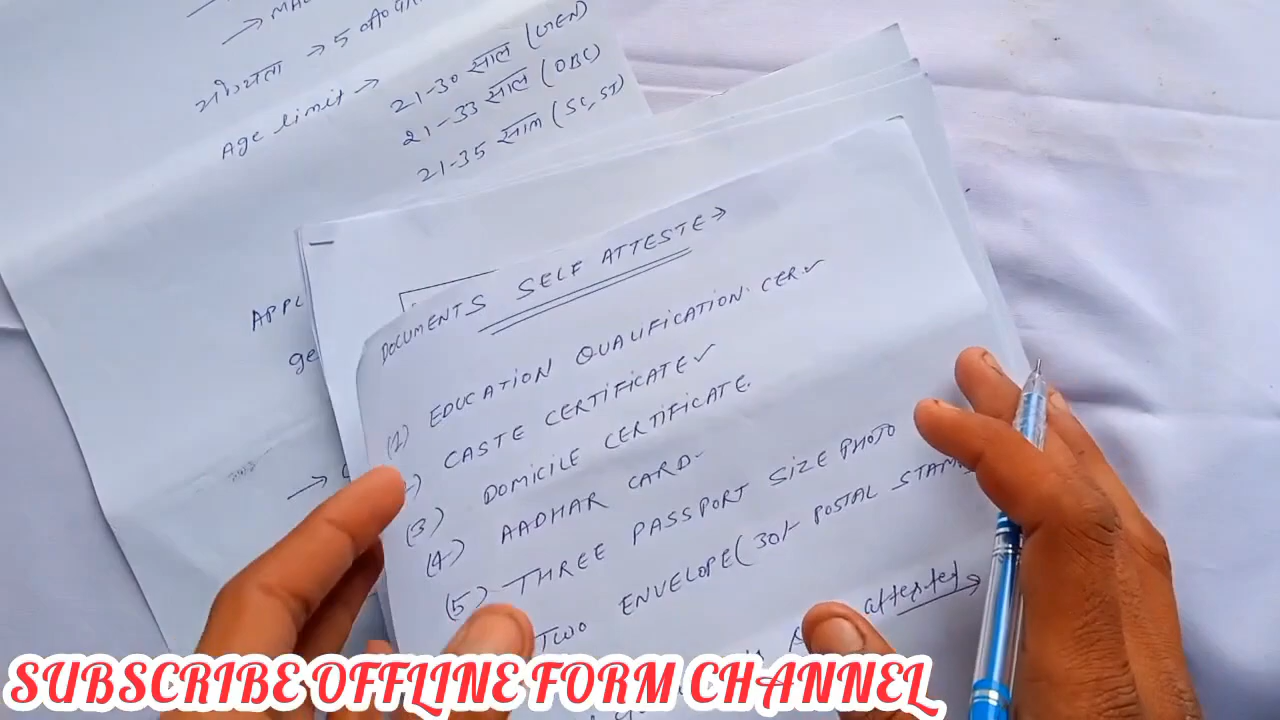 योग्यता → 5
Age limit → 21-30 साल (GEN)
21-33 साल (OBC)
21-35 साल (SC, ST)
APPL
ge
DOCUMENTS SELF ATTESTE →
(1) EDUCATION QUALIFICATION. CER. ✓
CASTE CERTIFICATE ✓
(3) DOMICILE CERTIFICATE.
(4) AADHAR CARD-
(5) THREE PASSPORT SIZE PHOTO
TWO ENVELOPE (30/- POSTAL STAM
attested →
SUBSCRIBE OFFLINE FORM CHANNEL